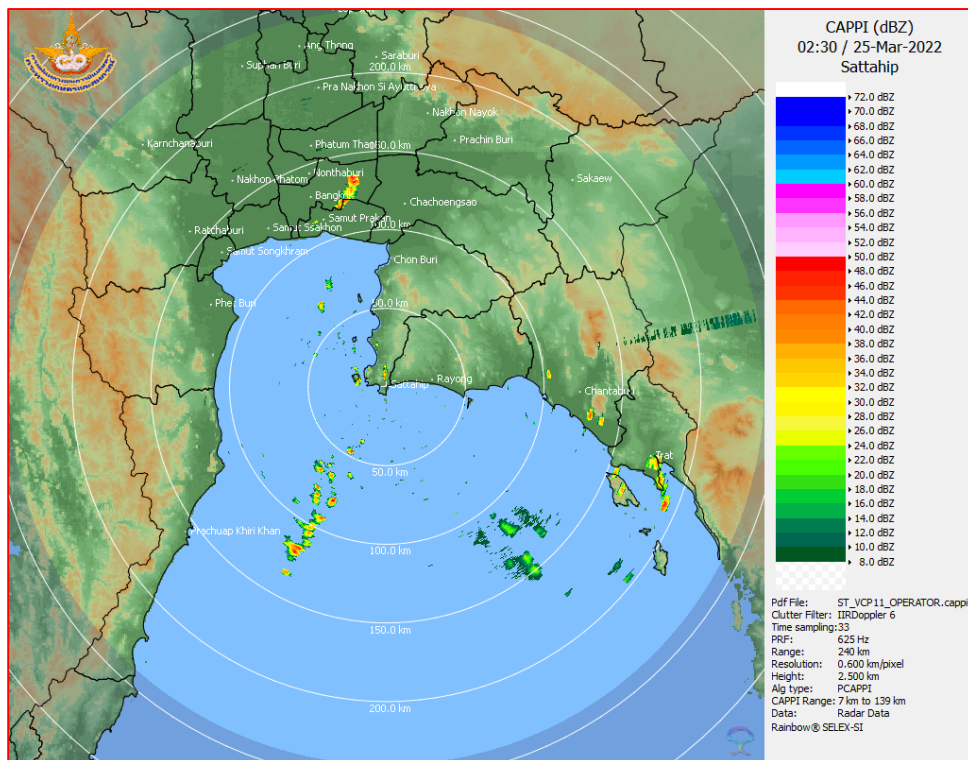 CAPPI (dBZ)
02:30 / 25-Mar-2022
Sattahip
72.0 dBZ
70.0 dBZ
68.0 dBZ
66.0 dBZ
64.0 dBZ
62.0 dBZ
60.0 dBZ
58.0 dBZ
56.0 dBZ
54.0 dBZ
52.0 dBZ
50.0 dBZ
48.0 dBZ
46.0 dBZ
44.0 dBZ
42.0 dBZ
40.0 dBZ
38.0 dBZ
36.0 dBZ
34.0 dBZ
32.0 dBZ
30.0 dBZ
28.0 dBZ
26.0 dBZ
24.0 dBZ
22.0 dBZ
20.0 dBZ
18.0 dBZ
16.0 dBZ
14.0 dBZ
12.0 dBZ
10.0 dBZ
8.0 dBZ
Pdf File: ST_VCP11_OPERATOR.cappi
Clutter Filter: IIRDoppler 6
Time sampling:33
PRF: 625 Hz
Range: 240 km
Resolution: 0.600 km/pixel
Height: 2.500 km
Alg type: PCAPPI
CAPPI Range: 7 km to 139 km
Data: Radar Data
Rainbow® SELEX-SI
Ang Thong
Saraburi
Suphan Buri
200.0 km
Pra Nakhon Si Ayutthaya
Nakhon Nayok
Prachin Buri
Karnchanaburi
Phatum Thani
150.0 km
Nonthaburi
Nakhon Phatom
Sakaew
Bangkok
Chachoengsao
Samut Prakan
Samut Ssakhon
Ratchaburi
100.0 km
Samut Songkhram
Chon Buri
Phet Buri
50.0 km
Rayong
Sattahip
Chantaburi
Trat
50.0 km
Prachuap Khiri Khan
100.0 km
150.0 km
200.0 km